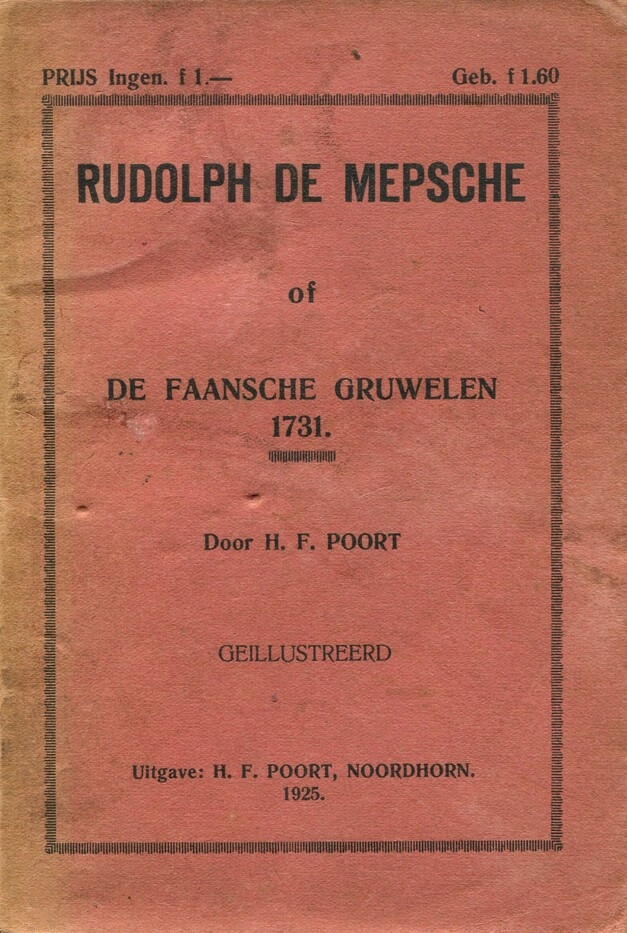 PRIJS Ingen. f 1.— Geb. f 1.60
RUDOLPH DE MEPSCHE
of
DE FAANSCHE GRUWELEN
1731.
Door H. F. POORT
GEILLUSTREERD
Uitgave: H. F. POORT, NOORDHORN.
1925.